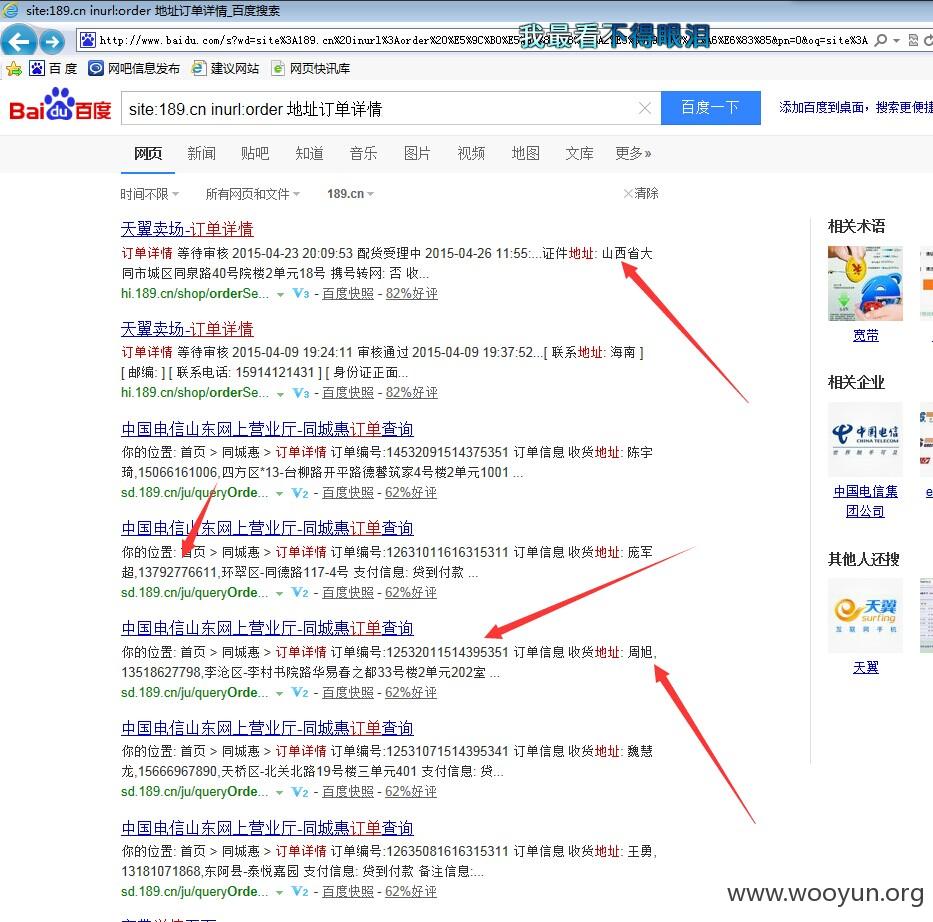 site:189.cn inurl:order 地址订单详情_百度搜索
我最看不得眼泪
百 度 网吧信息发布 建议网站 网页快讯库
Bai du 百度 site:189.cn inurl:order 地址订单详情 百度一下 添加百度到桌面，搜索更便捷
网页 新闻 贴吧 知道 音乐 图片 视频 地图 文库 更多»
时间不限 所有网页和文件 189.cn 清除
天翼卖场-订单详情
订单详情 等待审核 2015-04-23 20:09:53 配货受理中 2015-04-26 11:55:...证件地址: 山西省大
同市城区同泉路40号院楼2单元18号 携号转网: 否 收...
hi.189.cn/shop/orderSe... V3 - 百度快照 - 82%好评
天翼卖场-订单详情
订单详情 等待审核 2015-04-09 19:24:11 审核通过 2015-04-09 19:37:52...[ 联系地址: 海南 ]
[ 邮编: ] [ 联系电话: 15914121431 ] [ 身份证正面...
hi.189.cn/shop/orderSe... V3 - 百度快照 - 82%好评
中国电信山东网上营业厅-同城惠订单查询
你的位置: 首页 > 同城惠 > 订单详情 订单编号:14532091514375351 订单信息 收货地址: 陈宇
琦,15066161006,四方区*13-台柳路开平路德馨筑家4号楼2单元1001 ...
sd.189.cn/ju/queryOrde... V2 - 百度快照 - 62%好评
中国电信山东网上营业厅-同城惠订单查询
你的位置: 首页 > 同城惠 > 订单详情 订单编号:12631011616315311 订单信息 收货地址: 庞军
超,13792776611,环翠区-同德路117-4号 支付信息: 贷到付款 ...
sd.189.cn/ju/queryOrde... V2 - 百度快照 - 62%好评
中国电信山东网上营业厅-同城惠订单查询
你的位置: 首页 > 同城惠 > 订单详情 订单编号:12532011514395351 订单信息 收货地址: 周旭,
13518627798,李沧区-李村书院路华易春之都33号楼2单元202室 ...
sd.189.cn/ju/queryOrde... V2 - 百度快照 - 62%好评
中国电信山东网上营业厅-同城惠订单查询
你的位置: 首页 > 同城惠 > 订单详情 订单编号:12531071514395341 订单信息 收货地址: 魏慧
龙,15666967890,天桥区-北关北路19号楼三单元401 支付信息: 贷...
sd.189.cn/ju/queryOrde... V2 - 百度快照 - 62%好评
中国电信山东网上营业厅-同城惠订单查询
你的位置: 首页 > 同城惠 > 订单详情 订单编号:12635081616315311 订单信息 收货地址: 王勇,
13181071868,东阿县-泰悦嘉园 支付信息: 贷到付款 备注信息:...
sd.189.cn/ju/queryOrde... V2 - 百度快照 - 62%好评
相关术语
宽带
相关企业
中国电信
CHINA TELECOM
世界触手可及
中国电信集
团公司
其他人还搜
天翼
surfing
互联网手机
天翼
www.wooyun.org